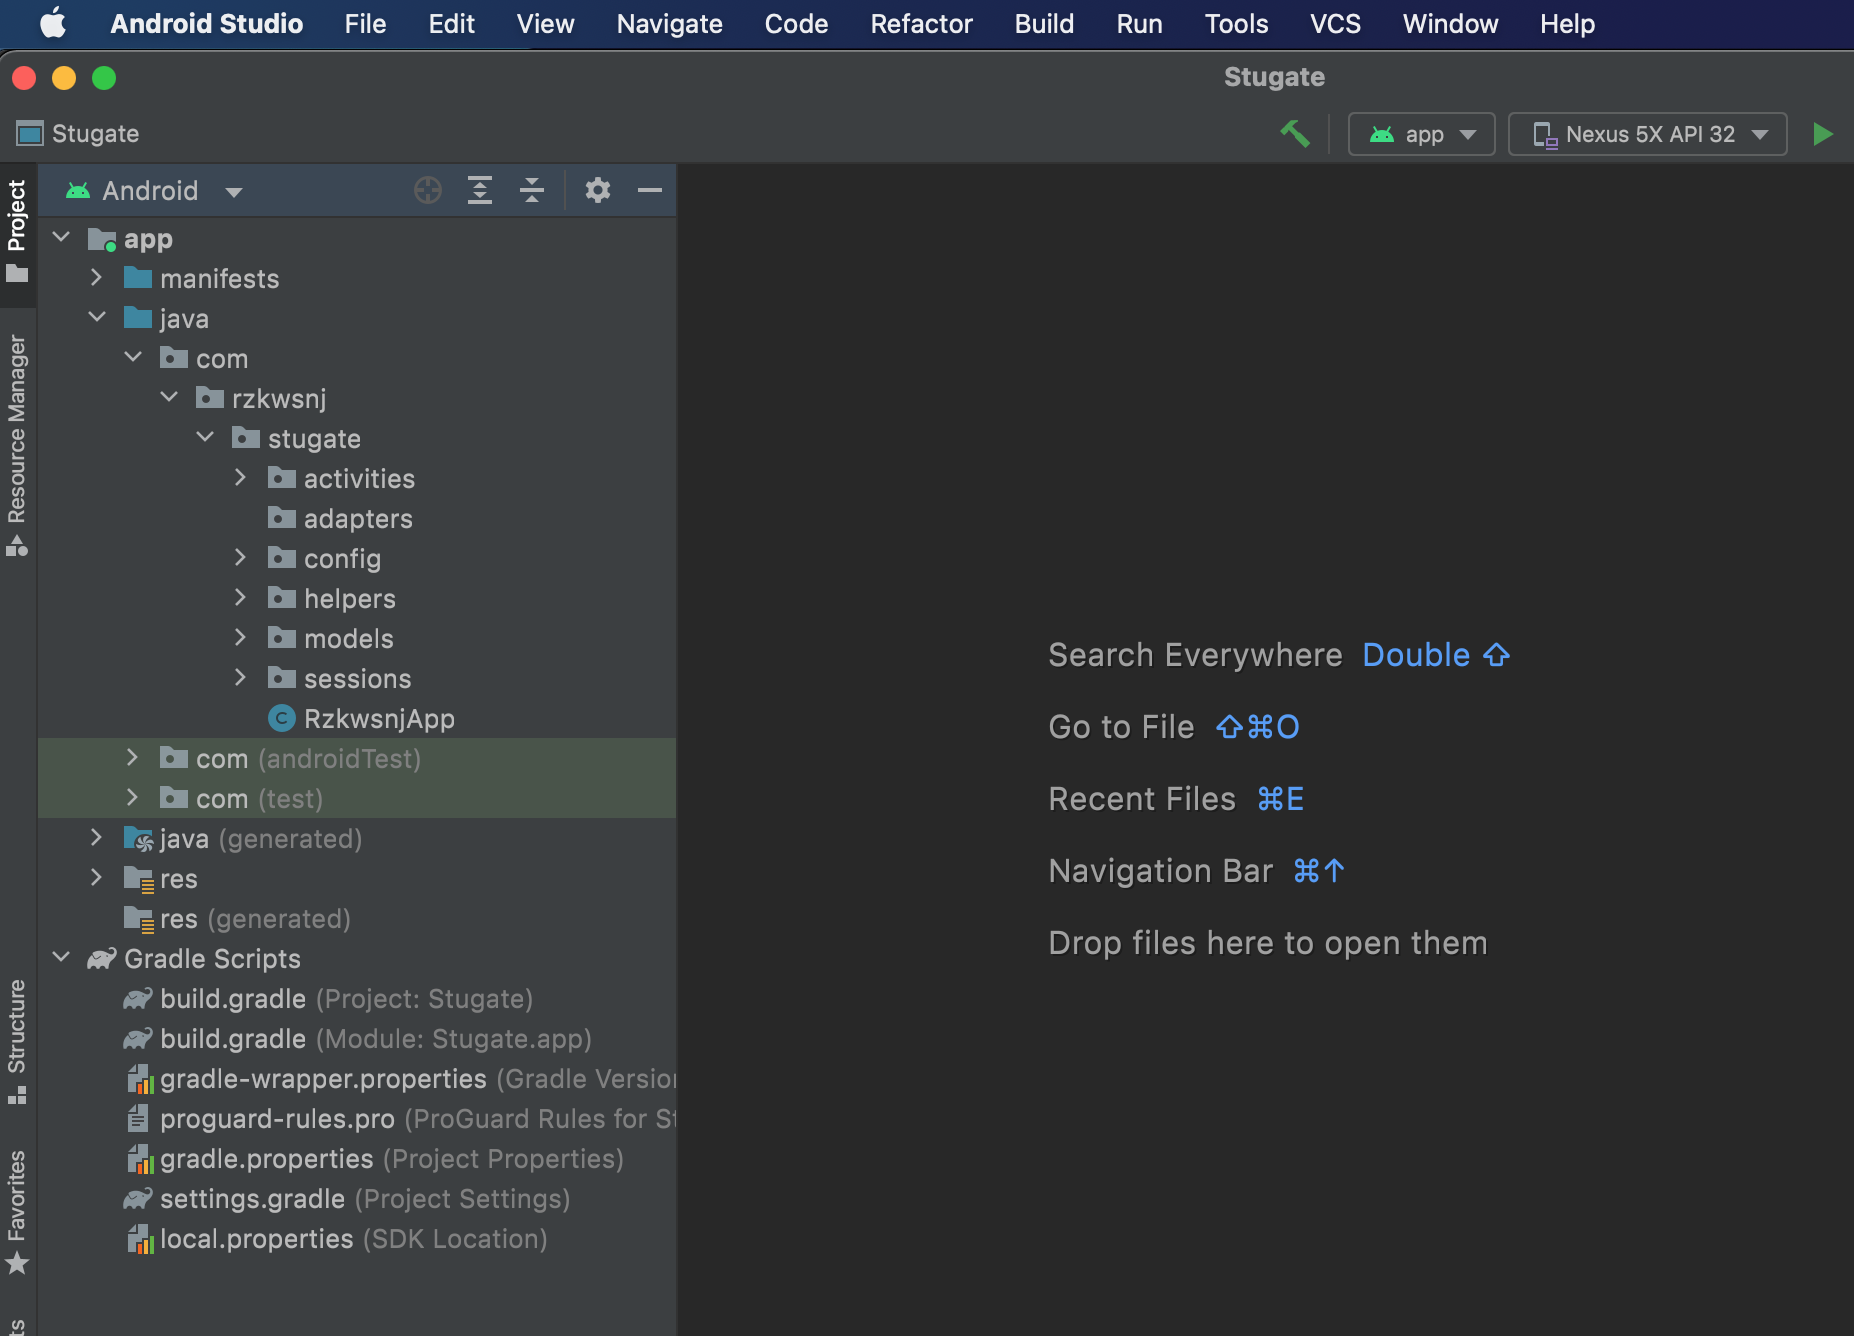 Android Studio File Edit View Navigate Code Refactor Build Run Tools VCS Window Help
Stugate
Stugate app Nexus 5X API 32
Project
Resource Manager
Structure
Favorites
Android
app
manifests
java
com
rzkwsnj
stugate
activities
adapters
config
helpers
models
sessions
RzkwsnjApp
com (androidTest)
com (test)
java (generated)
res
res (generated)
Gradle Scripts
build.gradle (Project: Stugate)
build.gradle (Module: Stugate.app)
gradle-wrapper.properties (Gradle Version
proguard-rules.pro (ProGuard Rules for St
gradle.properties (Project Properties)
settings.gradle (Project Settings)
local.properties (SDK Location)
Search Everywhere Double ⇧
Go to File ⇧⌘O
Recent Files ⌘E
Navigation Bar ⌘↑
Drop files here to open them